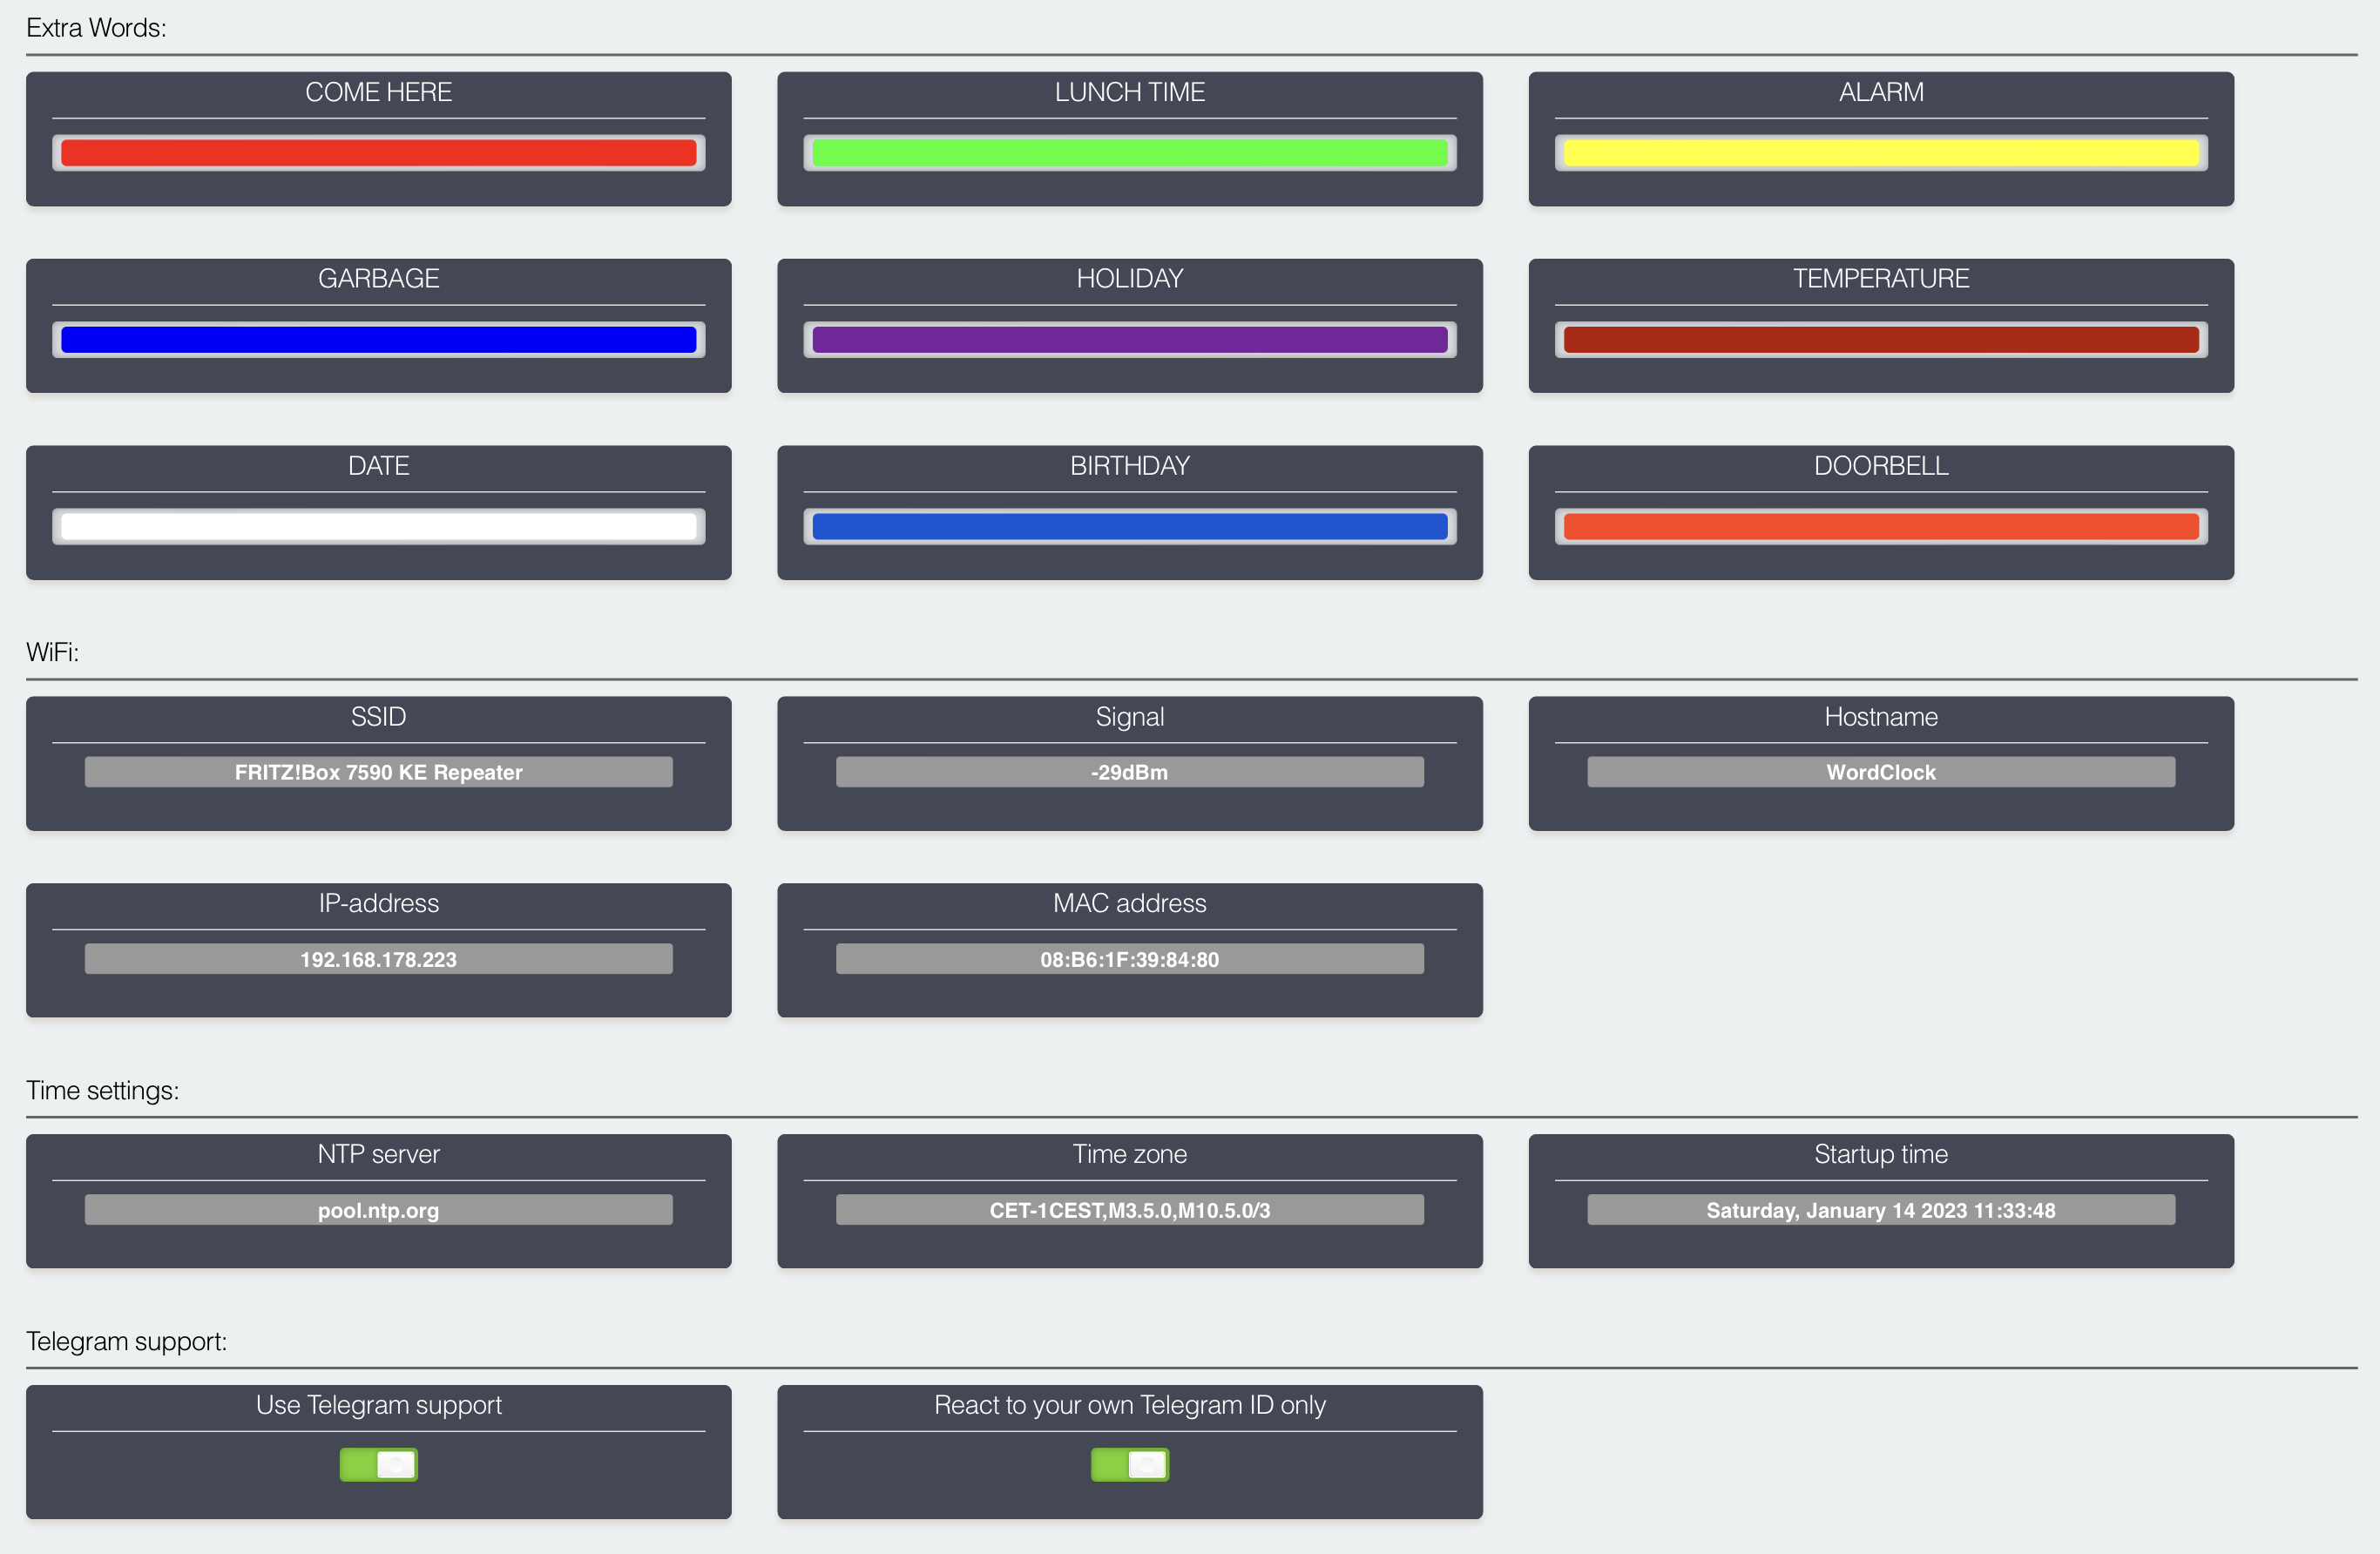 Extra Words:
COME HERE
LUNCH TIME
ALARM
GARBAGE
HOLIDAY
TEMPERATURE
DATE
BIRTHDAY
DOORBELL
WiFi:
SSID
Signal
Hostname
FRITZ!Box 7590 KE Repeater
-29dBm
WordClock
IP-address
MAC address
192.168.178.223
08:B6:1F:39:84:80
Time settings:
NTP server
Time zone
Startup time
pool.ntp.org
CET-1CEST,M3.5.0,M10.5.0/3
Saturday, January 14 2023 11:33:48
Telegram support:
Use Telegram support
React to your own Telegram ID only